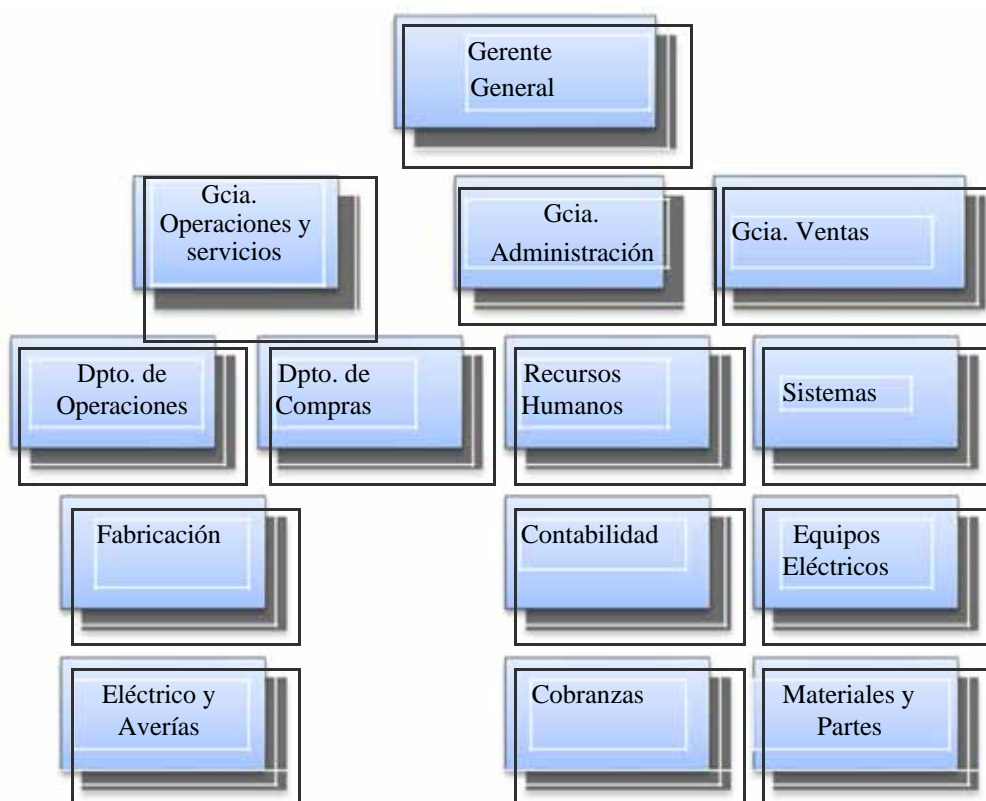 Gerente
General
Gcia.
Operaciones y
servicios
Gcia.
Administración
Gcia. Ventas
Dpto. de
Operaciones
Dpto. de
Compras
Recursos
Humanos
Sistemas
Fabricación
Contabilidad
Equipos
Eléctricos
Eléctrico y
Averías
Cobranzas
Materiales y
Partes